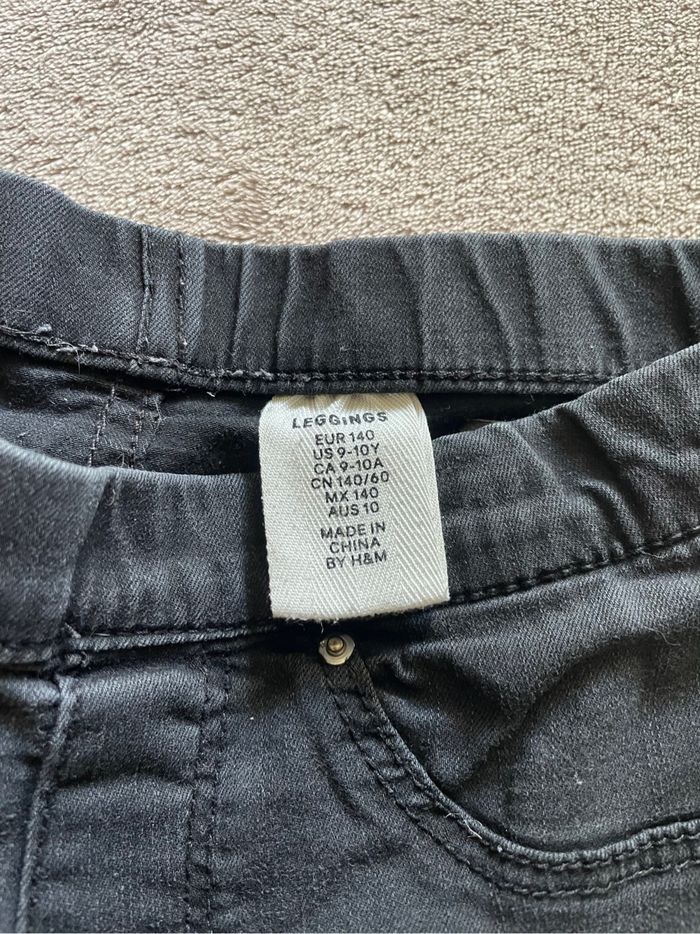 LEGGINGS
EUR 140
US 9-10Y
CA 9-10A
CN 140/60
MX 140
AUS 10
MADE IN
CHINA
BY H&M